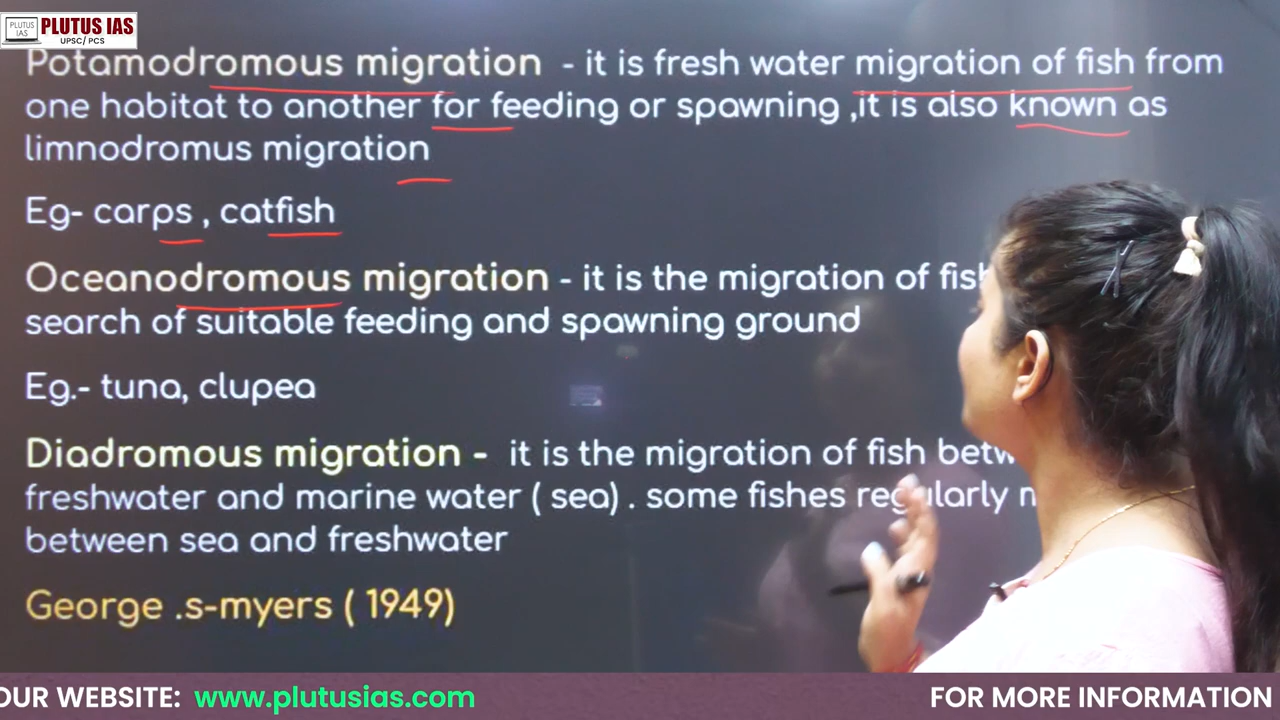 PLUTUS IAS
UPSC/ PCS
PLUTUS
IAS
Potamodromous migration - it is fresh water migration of fish from
one habitat to another for feeding or spawning ,it is also known as
limnodromus migration
Eg- carps , catfish
Oceanodromous migration - it is the migration of
search of suitable feeding and spawning ground
Eg.- tuna, clupea
Diadromous migration - it is the migration of fish
freshwater and marine water ( sea) . some fishes regularly
between sea and freshwater
George .s-myers ( 1949)
OUR WEBSITE: www.plutusias.com
FOR MORE INFORMATION